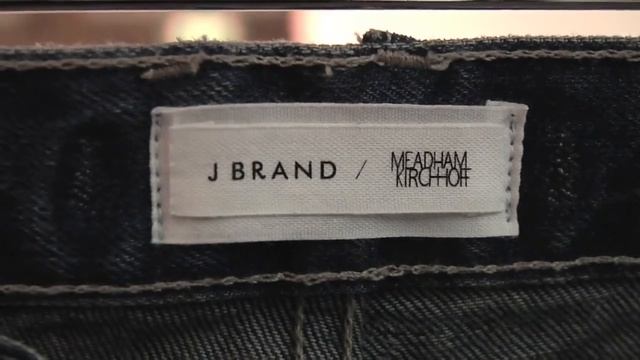 J BRAND / MEADHAM
KIRCHHOFF